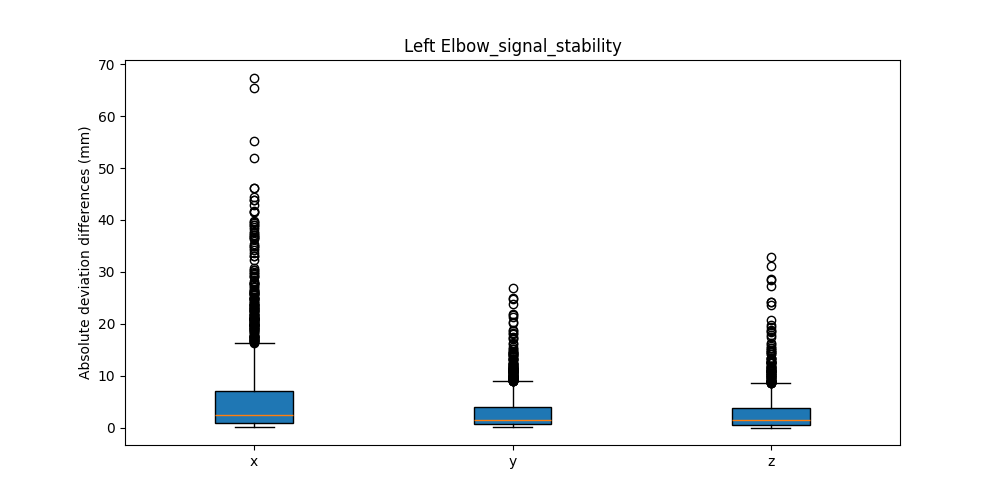 Left Elbow_signal_stability
Absolute deviation differences (mm)
70
60
50
40
30
20
10
0
x
y
z